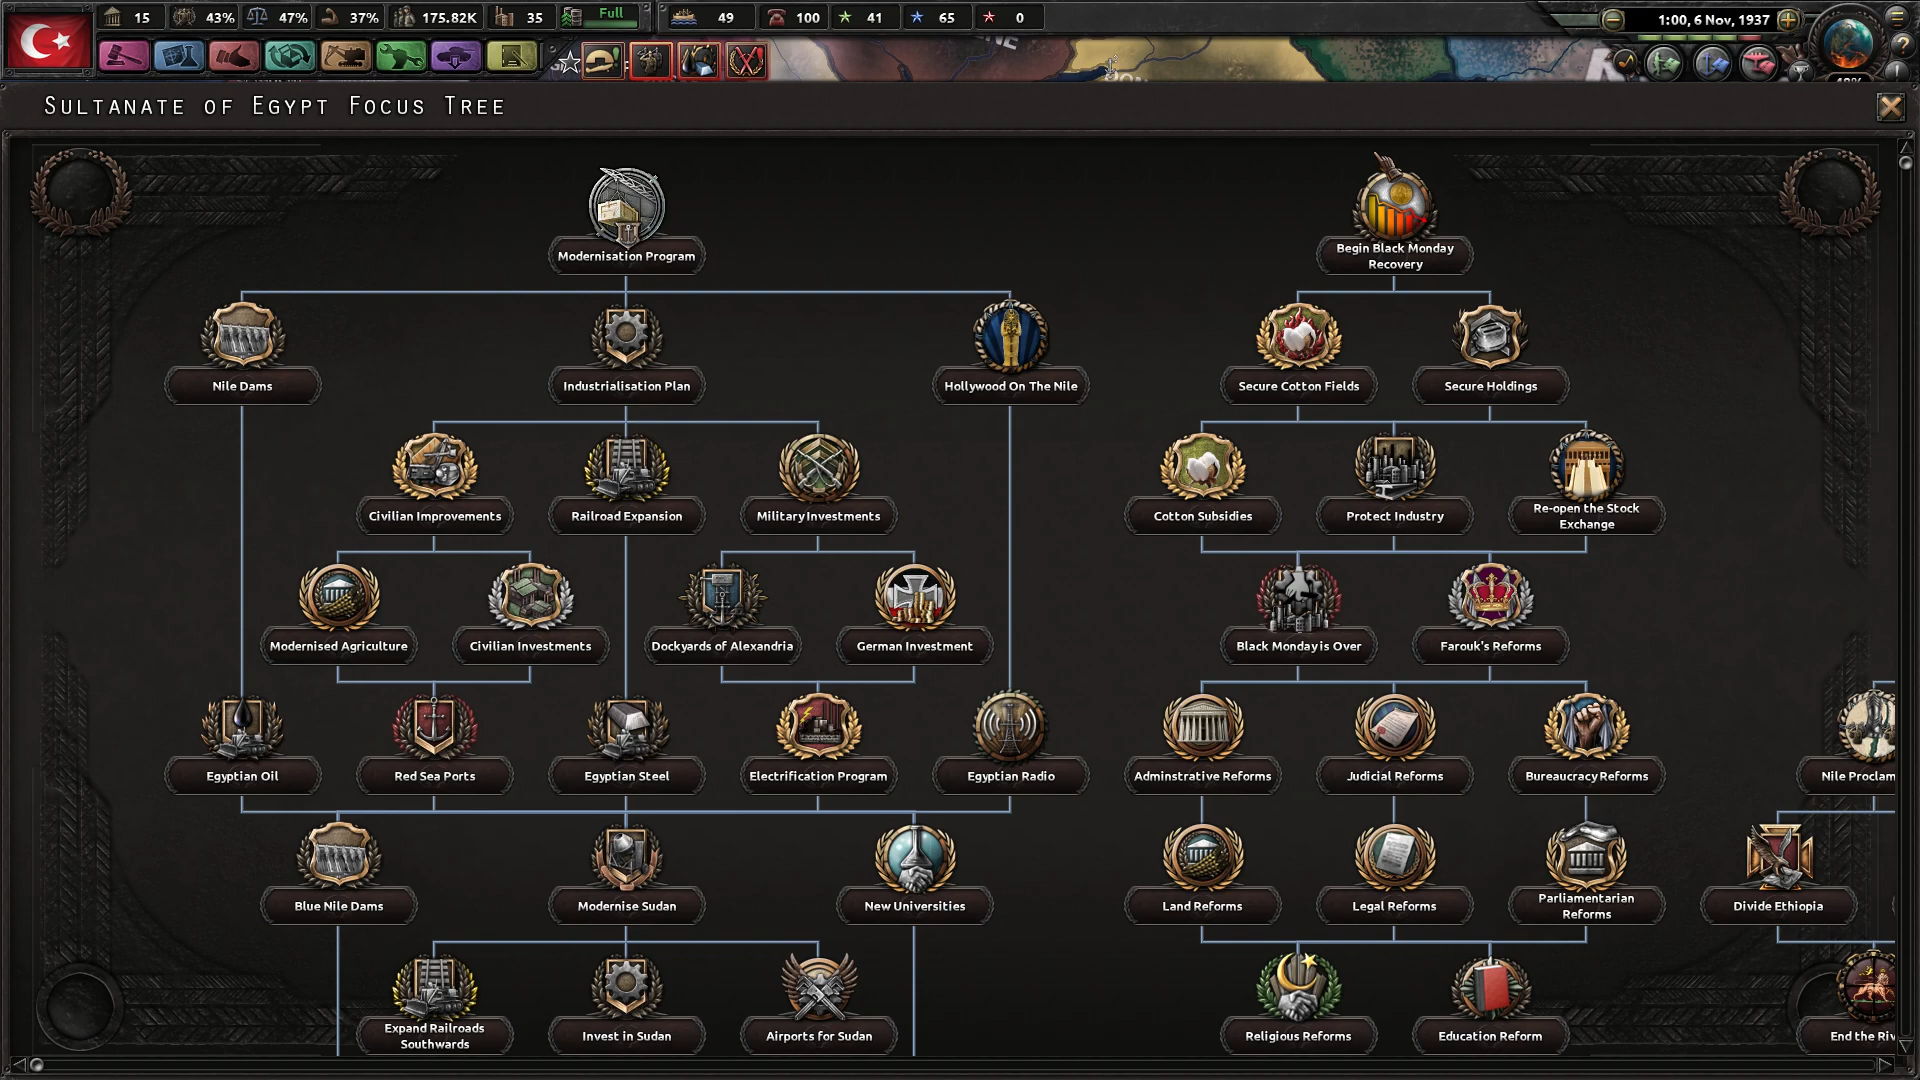 15 43% 47% 37% 175.82K 35 Full 49 100 41 65 0 1:00, 6 Nov, 1937
Sultanate of Egypt Focus Tree
Modernisation Program
Begin Black Monday
Recovery
Nile Dams
Industrialisation Plan
Hollywood On The Nile
Secure Cotton Fields
Secure Holdings
Civilian Improvements
Railroad Expansion
Military Investments
Cotton Subsidies
Protect Industry
Re-open the Stock
Exchange
Modernised Agriculture
Civilian Investments
Dockyards of Alexandria
German Investment
Black Monday is Over
Farouk's Reforms
Egyptian Oil
Red Sea Ports
Egyptian Steel
Electrification Program
Egyptian Radio
Adminstrative Reforms
Judicial Reforms
Bureaucracy Reforms
Nile Proclam
Blue Nile Dams
Modernise Sudan
New Universities
Land Reforms
Legal Reforms
Parliamentarian
Reforms
Divide Ethiopia
Expand Railroads
Southwards
Invest in Sudan
Airports for Sudan
Religious Reforms
Education Reform
End the Riv